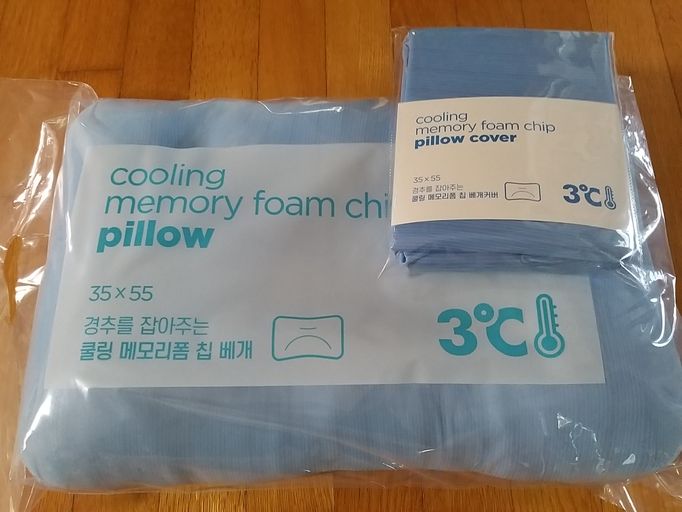 cooling
memory foam chip
pillow cover
35×55
경추를 잡아주는
쿨링 메모리폼 칩 베개커버
3℃
cooling
memory foam chi
pillow
35×55
경추를 잡아주는
쿨링 메모리폼 칩 베개
3℃